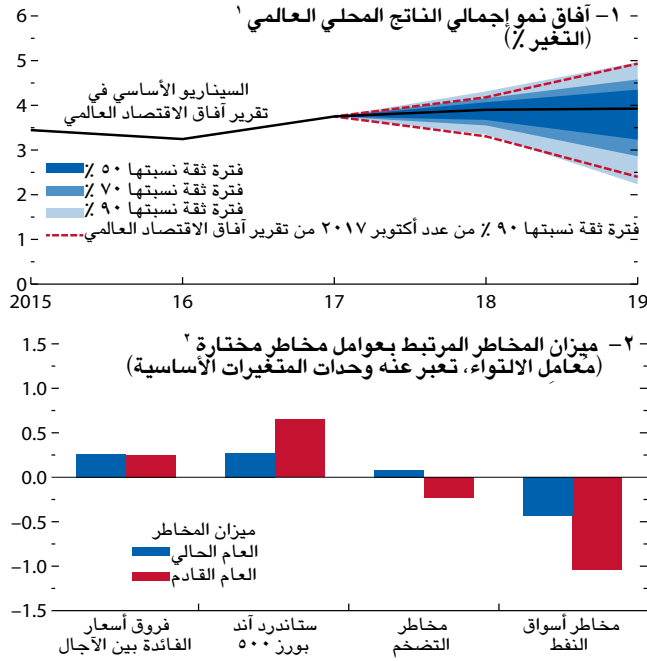 ١– آفاق نمو إجمالي الناتج المحلي العالمي ١
(التغير ٪)
6
5
4
3
2
1
0
السيناريو الأساسي في
تقرير آفاق الاقتصاد العالمي
فترة ثقة نسبتها ٥٠ ٪
فترة ثقة نسبتها ٧٠ ٪
فترة ثقة نسبتها ٩٠ ٪
فترة ثقة نسبتها ٩٠ ٪ من عدد أكتوبر ٢٠١٧ من تقرير آفاق الاقتصاد العالمي
2015 16 17 18 19
٢– ميزان المخاطر المرتبط بعوامل مخاطر مختارة ٢
(مُعامِل الالتواء، تعبر عنه وحدات المتغيرات الأساسية)
1.5
1.0
0.5
0.0
–0.5
–1.0
–1.5
ميزان المخاطر
العام الحالي
العام القادم
فروق أسعار
الفائدة بين الآجال
ستاندرد آند
بورز ٥٠٠
مخاطر
التضخم
مخاطر أسواق
النفط